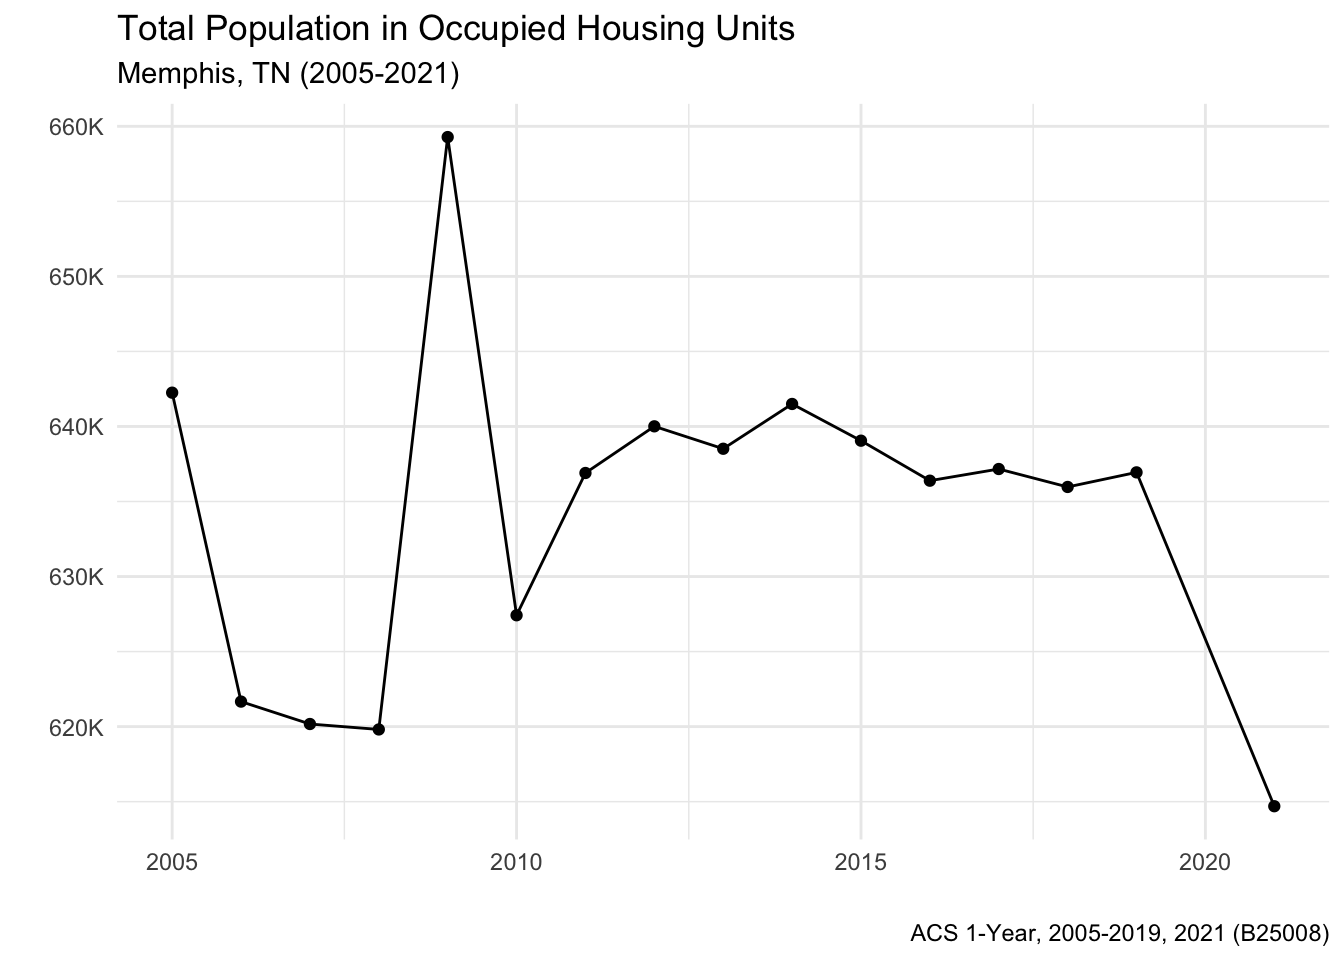 Total Population in Occupied Housing Units
Memphis, TN (2005-2021)
660K
650K
640K
630K
620K
2005 2010 2015 2020
ACS 1-Year, 2005-2019, 2021 (B25008)